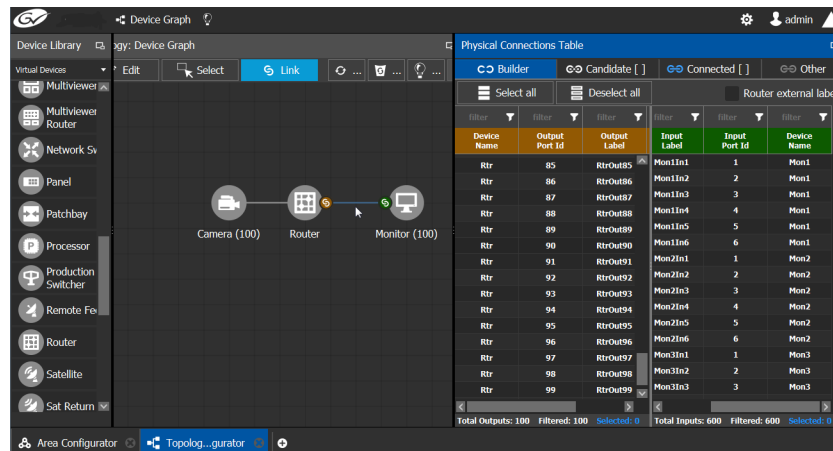 GV
Device Graph
admin
Device Library
ogy: Device Graph
Physical Connections Table
Virtual Devices
Edit
Select
Link
...
...
...
Builder
Candidate [ ]
Connected [ ]
Other
Select all
Deselect all
Router external labe
filter filter filter filter filter filter
Device Name Output Port Id Output Label Input Label Input Port Id Device Name
Rtr 85 RtrOut85 Mon1In1 1 Mon1
Rtr 86 RtrOut86 Mon1In2 2 Mon1
Rtr 87 RtrOut87 Mon1In3 3 Mon1
Rtr 88 RtrOut88 Mon1In4 4 Mon1
Rtr 89 RtrOut89 Mon1In5 5 Mon1
Rtr 90 RtrOut90 Mon1In6 6 Mon1
Rtr 91 RtrOut91 Mon2In1 1 Mon2
Rtr 92 RtrOut92 Mon2In2 2 Mon2
Rtr 93 RtrOut93 Mon2In3 3 Mon2
Rtr 94 RtrOut94 Mon2In4 4 Mon2
Rtr 95 RtrOut95 Mon2In5 5 Mon2
Rtr 96 RtrOut96 Mon2In6 6 Mon2
Rtr 97 RtrOut97 Mon3In1 1 Mon3
Rtr 98 RtrOut98 Mon3In2 2 Mon3
Rtr 99 RtrOut99 Mon3In3 3 Mon3
Total Outputs: 100 Filtered: 100 Selected: 0
Total Inputs: 600 Filtered: 600 Selected: 0
Multiviewer
Multiviewer
Router
Network Sw
Panel
Patchbay
P Processor
Production
Switcher
Remote Fe
Router
Satellite
Sat Return
Camera (100)
Router
Monitor (100)
Area Configurator
Topolog...gurator